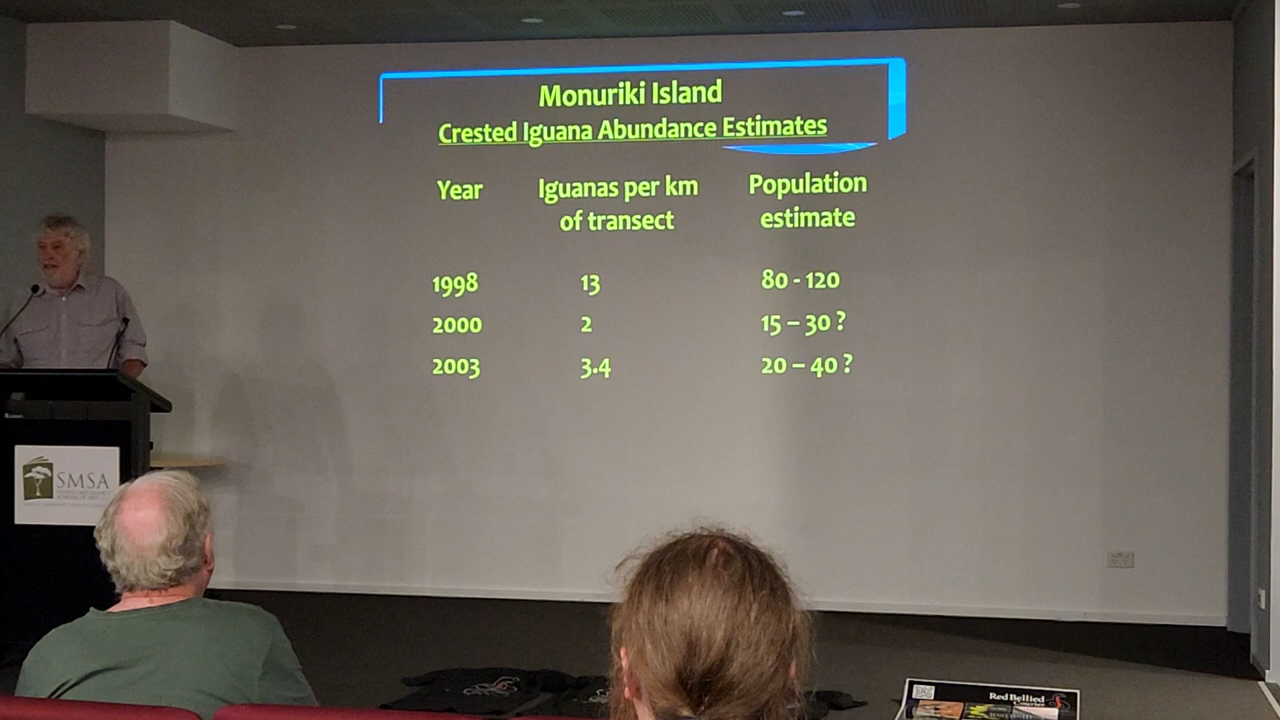 Monuriki Island
Crested Iguana Abundance Estimates
Year Iguanas per km of transect Population estimate
1998 13 80 - 120
2000 2 15 – 30 ?
2003 3.4 20 – 40 ?
SMSA
Red Bellied
Courier